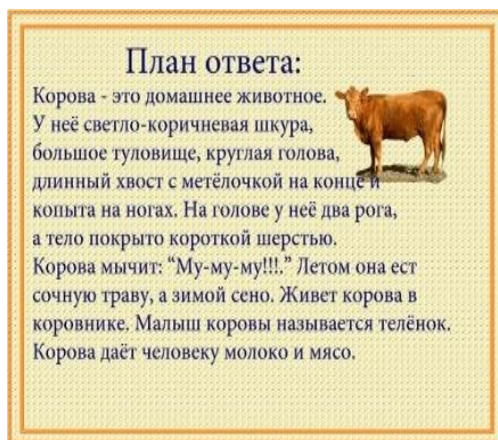 План ответа:
Корова - это домашнее животное.
У неё светло-коричневая шкура,
большое туловище, круглая голова,
длинный хвост с метёлочкой на конце и
копыта на ногах. На голове у неё два рога,
а тело покрыто короткой шерстью.
Корова мычит: “Му-му-му!!!.” Летом она ест
сочную траву, а зимой сено. Живет корова в
коровнике. Малыш коровы называется телёнок.
Корова даёт человеку молоко и мясо.